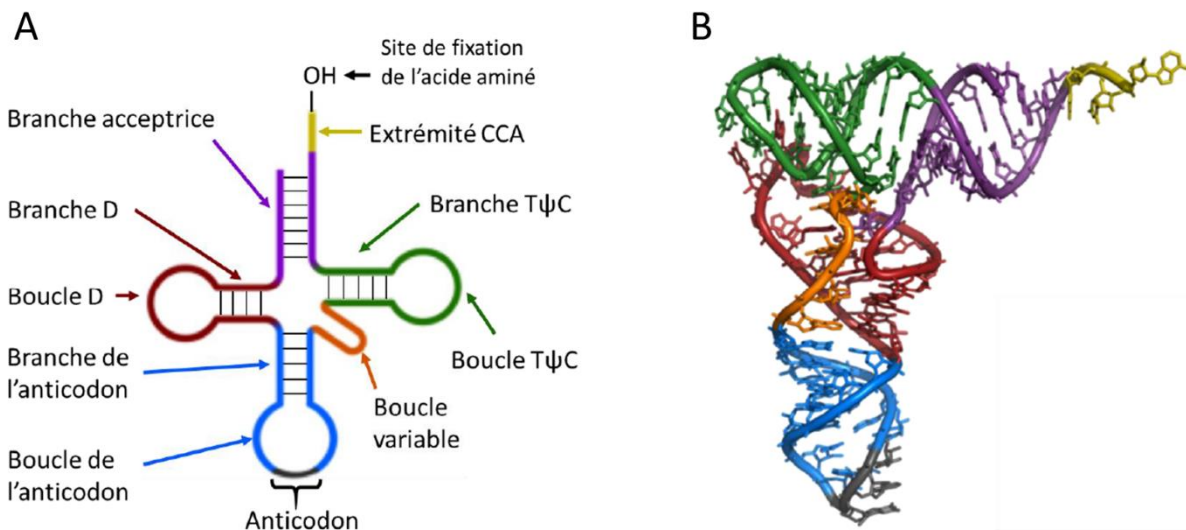 A
B
Site de fixation
de l'acide aminé
OH
Branche acceptrice
Extrémité CCA
Branche D
Branche TψC
Boucle D
Boucle TψC
Branche de
l'anticodon
Boucle
variable
Boucle de
l'anticodon
Anticodon